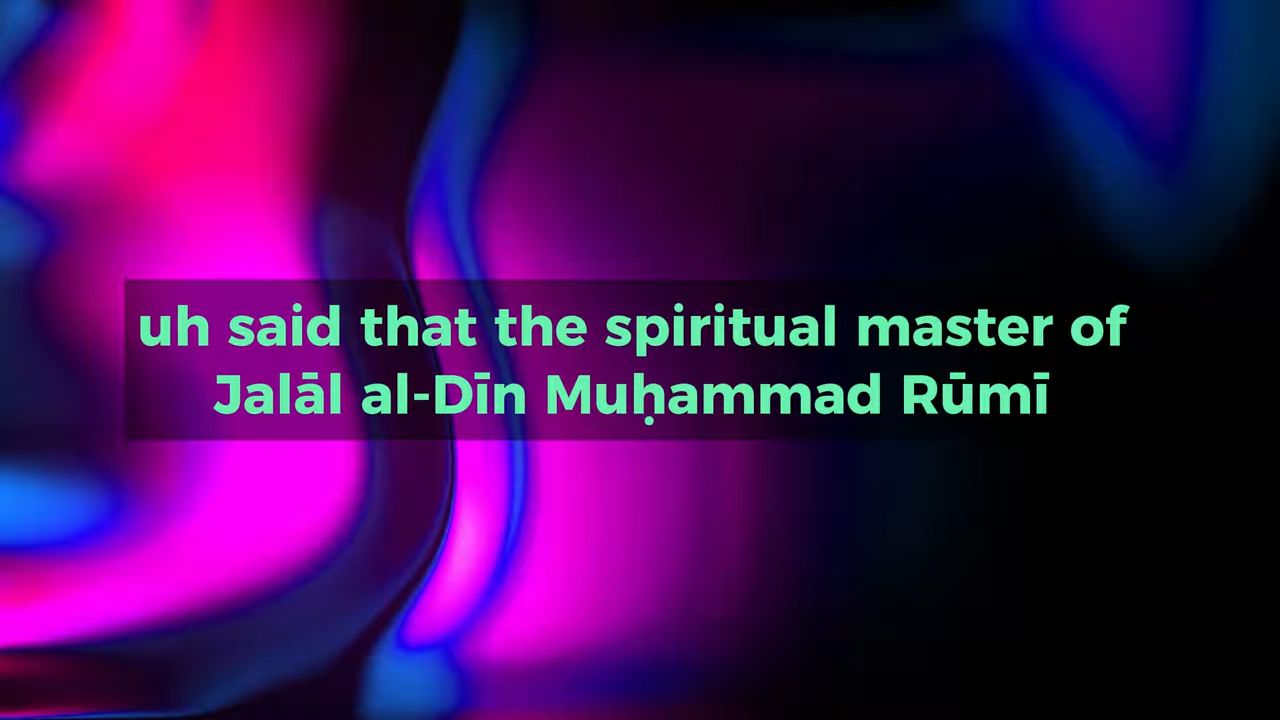 uh said that the spiritual master of
Jalāl al-Dīn Muḥammad Rūmī